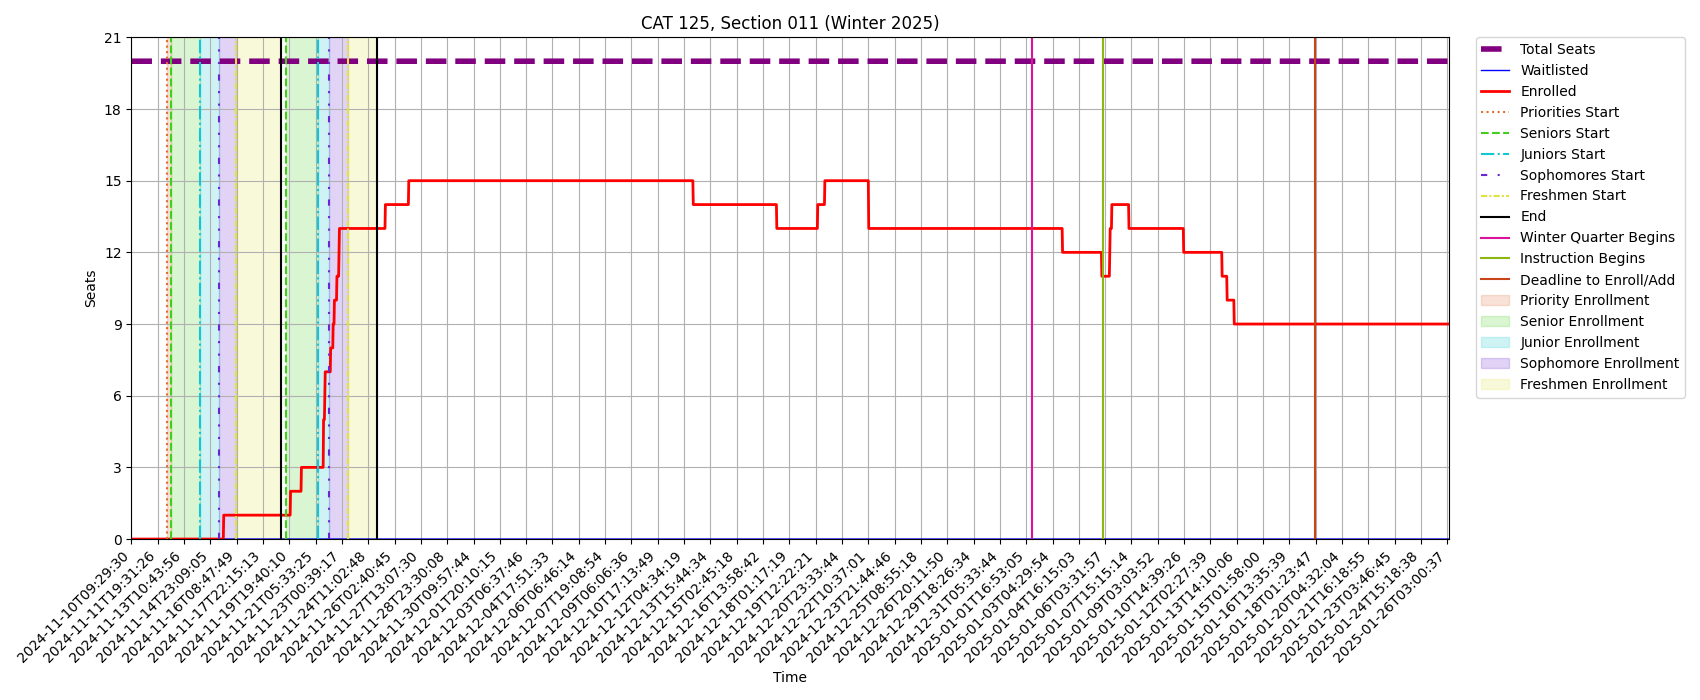 CAT 125, Section 011 (Winter 2025)
21
18
15
12
9
6
3
0
Seats
2024-11-10T09:29:30
2024-11-11T19:31:26
2024-11-13T10:43:56
2024-11-14T23:09:05
2024-11-16T08:47:49
2024-11-17T22:15:13
2024-11-19T19:40:10
2024-11-21T05:33:25
2024-11-23T00:39:17
2024-11-24T11:02:48
2024-11-26T02:40:45
2024-11-27T13:07:30
2024-11-28T23:30:08
2024-11-30T09:57:44
2024-12-01T20:10:15
2024-12-03T06:37:46
2024-12-04T17:51:33
2024-12-06T06:46:14
2024-12-07T19:08:54
2024-12-09T06:06:36
2024-12-10T17:13:49
2024-12-12T04:34:19
2024-12-13T15:44:34
2024-12-15T02:45:18
2024-12-16T13:58:42
2024-12-18T01:17:19
2024-12-19T12:22:21
2024-12-20T23:33:44
2024-12-22T10:37:01
2024-12-23T21:44:46
2024-12-25T08:55:18
2024-12-26T20:11:50
2024-12-29T18:26:34
2024-12-31T05:33:44
2025-01-01T16:53:05
2025-01-03T04:29:54
2025-01-04T16:15:03
2025-01-06T03:31:57
2025-01-07T15:15:14
2025-01-09T03:03:52
2025-01-10T14:39:26
2025-01-12T02:27:39
2025-01-13T14:10:06
2025-01-15T01:58:00
2025-01-16T13:35:39
2025-01-18T01:23:47
2025-01-20T04:32:04
2025-01-21T16:18:55
2025-01-23T03:46:45
2025-01-24T15:18:38
2025-01-26T03:00:37
Time
Total Seats
Waitlisted
Enrolled
Priorities Start
Seniors Start
Juniors Start
Sophomores Start
Freshmen Start
End
Winter Quarter Begins
Instruction Begins
Deadline to Enroll/Add
Priority Enrollment
Senior Enrollment
Junior Enrollment
Sophomore Enrollment
Freshmen Enrollment